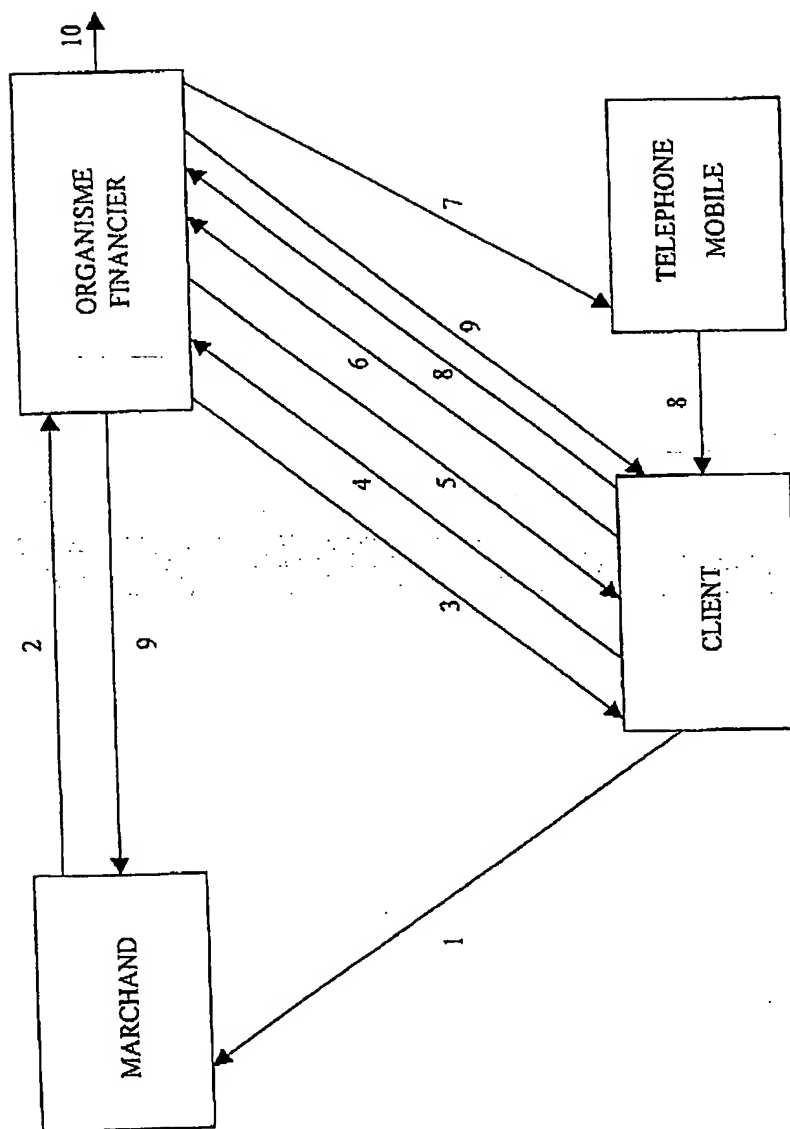 MARCHAND
ORGANISME
FINANCIER
CLIENT
TELEPHONE
MOBILE
1
2
9
3
4
5
6
8
9
7
8
10